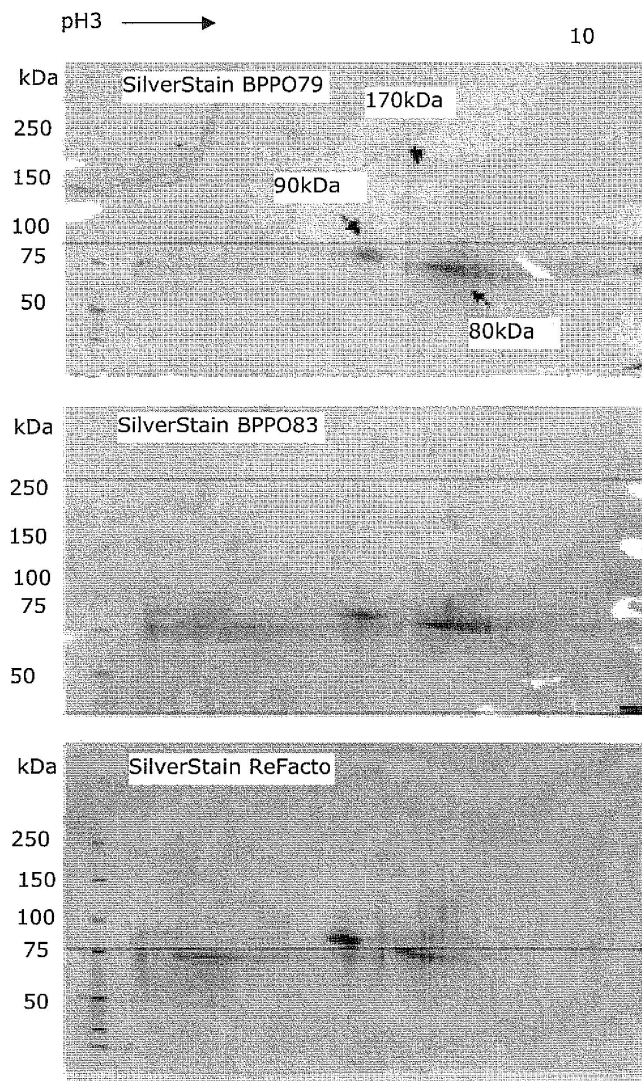 pH3 10
kDa SilverStain BPPO79
170kDa
250
150
90kDa
100
75
50
80kDa
kDa SilverStain BPPO83
250
150
100
75
50
kDa SilverStain ReFacto
250
150
100
75
50